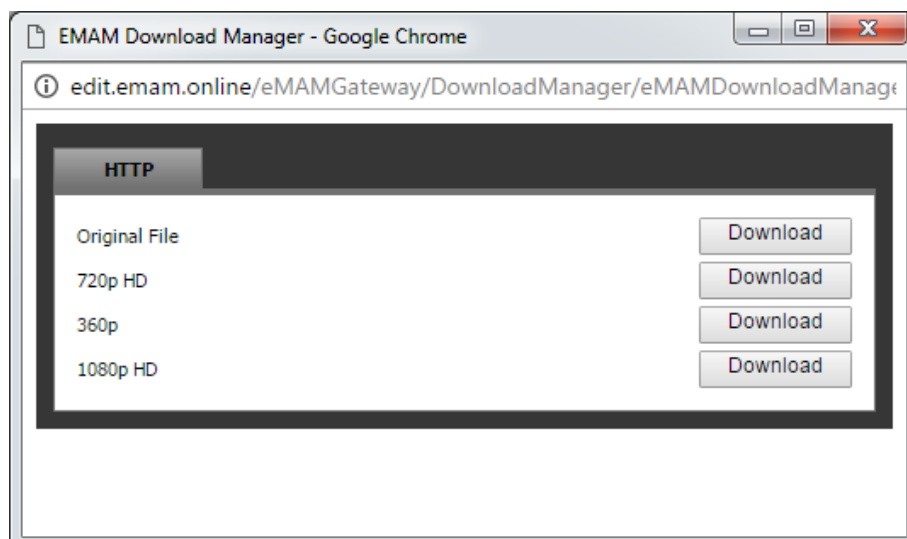 EMAM Download Manager - Google Chrome
edit.emam.online/eMAMGateway/DownloadManager/eMAMDownloadManage
HTTP
Original File Download
720p HD Download
360p Download
1080p HD Download